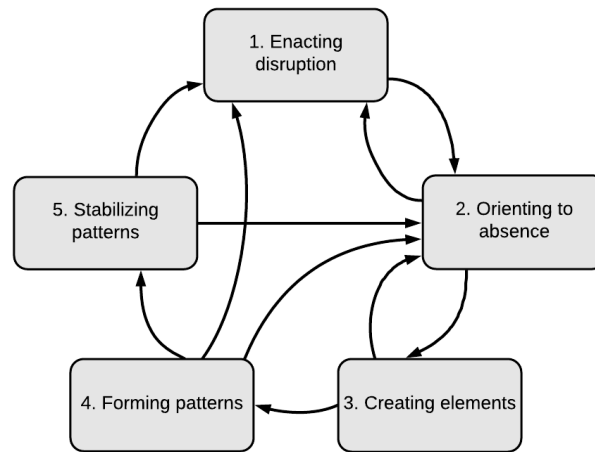 1. Enacting
disruption
2. Orienting to
absence
5. Stabilizing
patterns
4. Forming patterns
3. Creating elements